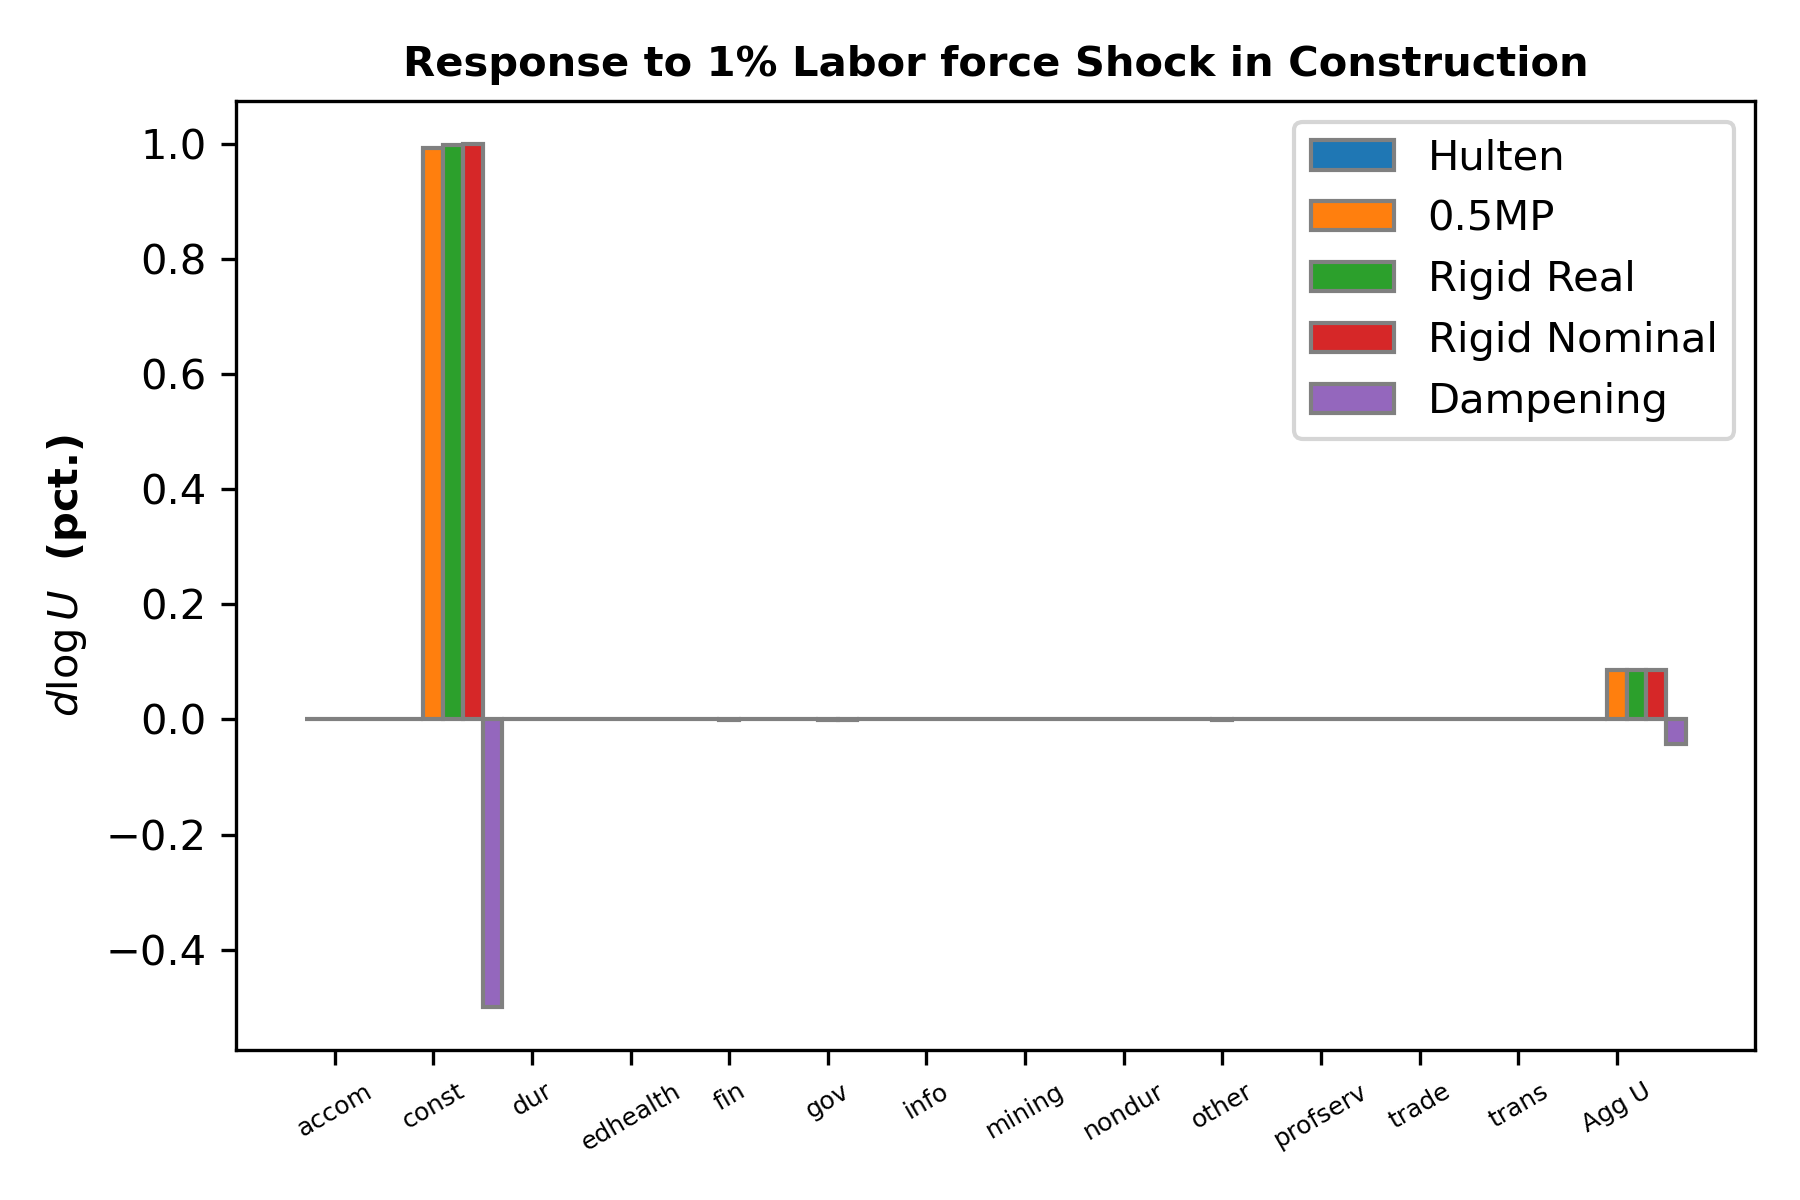 Response to 1% Labor force Shock in Construction
Hulten
0.5MP
Rigid Real
Rigid Nominal
Dampening
d log U (pct.)
1.0
0.8
0.6
0.4
0.2
0.0
−0.2
−0.4
accom const dur edhealth fin gov info mining nondur other profserv trade trans Agg U